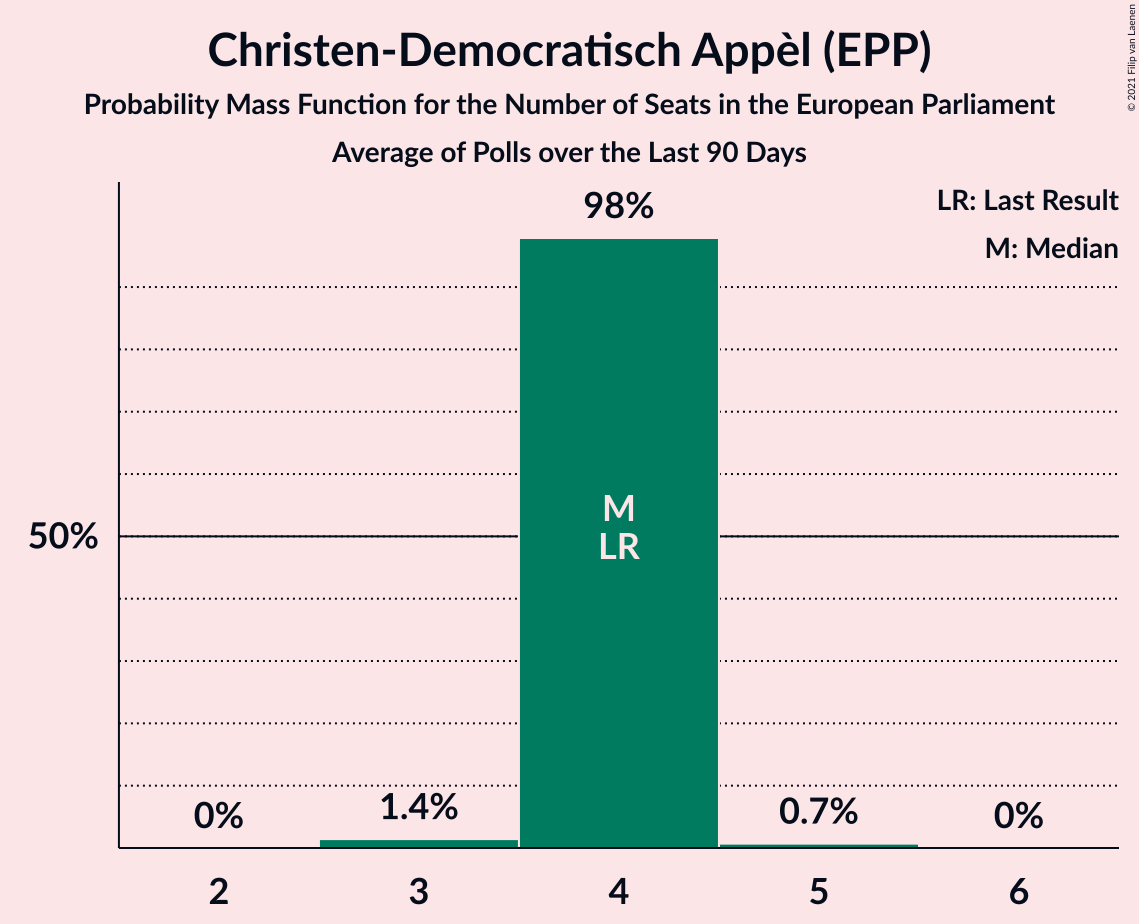 Christen-Democratisch Appèl (EPP)
Probability Mass Function for the Number of Seats in the European Parliament
Average of Polls over the Last 90 Days
© 2021 Filip van Laenen
LR: Last Result
M: Median
98%
50%
M
LR
0%
1.4%
0.7%
0%
2
3
4
5
6